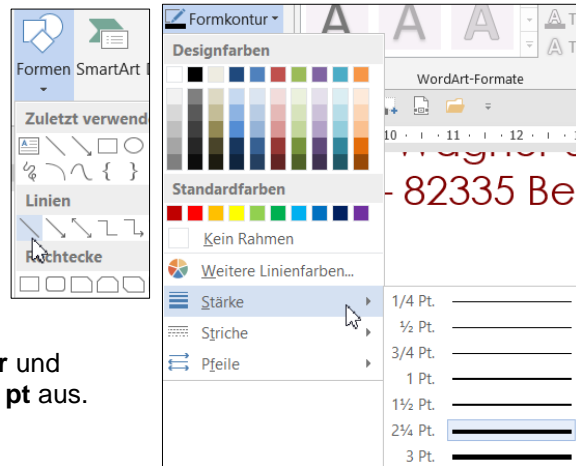 Formen SmartArt
Zuletzt verwend
Linien
Rechtecke
r und
pt aus.
Formkontur
Designfarben
Standardfarben
Kein Rahmen
Weitere Linienfarben...
Stärke
Striche
Pfeile
A A A A T
A T
WordArt-Formate
10 · ı · 11 · ı · 12 · ı ·
Wagner
- 82335 Be
1/4 Pt.
½ Pt.
3/4 Pt.
1 Pt.
1½ Pt.
2¼ Pt.
3 Pt.